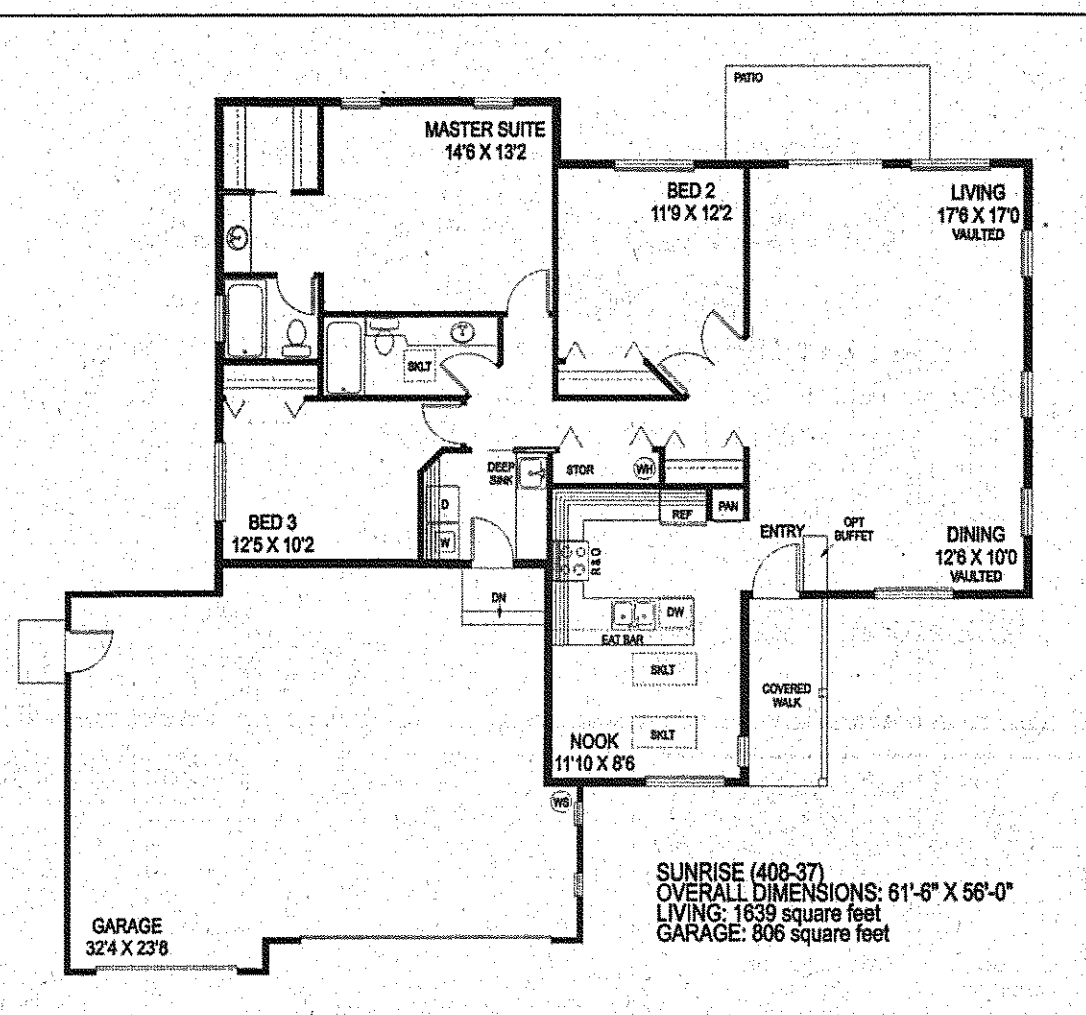 PATIO
MASTER SUITE
14'6 X 13'2
BED 2
11'9 X 12'2
LIVING
17'6 X 17'0
VAULTED
SKLT
DEEP
SINK
STOR
WH
D
W
REF
PAN
BED 3
12'5 X 10'2
ENTRY
OPT
BUFFET
DINING
12'6 X 10'0
VAULTED
R&O
DN
DW
EAT BAR
SKLT
COVERED
WALK
SKLT
NOOK
11'10 X 8'6
WS
GARAGE
32'4 X 23'8
SUNRISE (408-37)
OVERALL DIMENSIONS: 61'-6" X 56'-0"
LIVING: 1639 square feet
GARAGE: 806 square feet